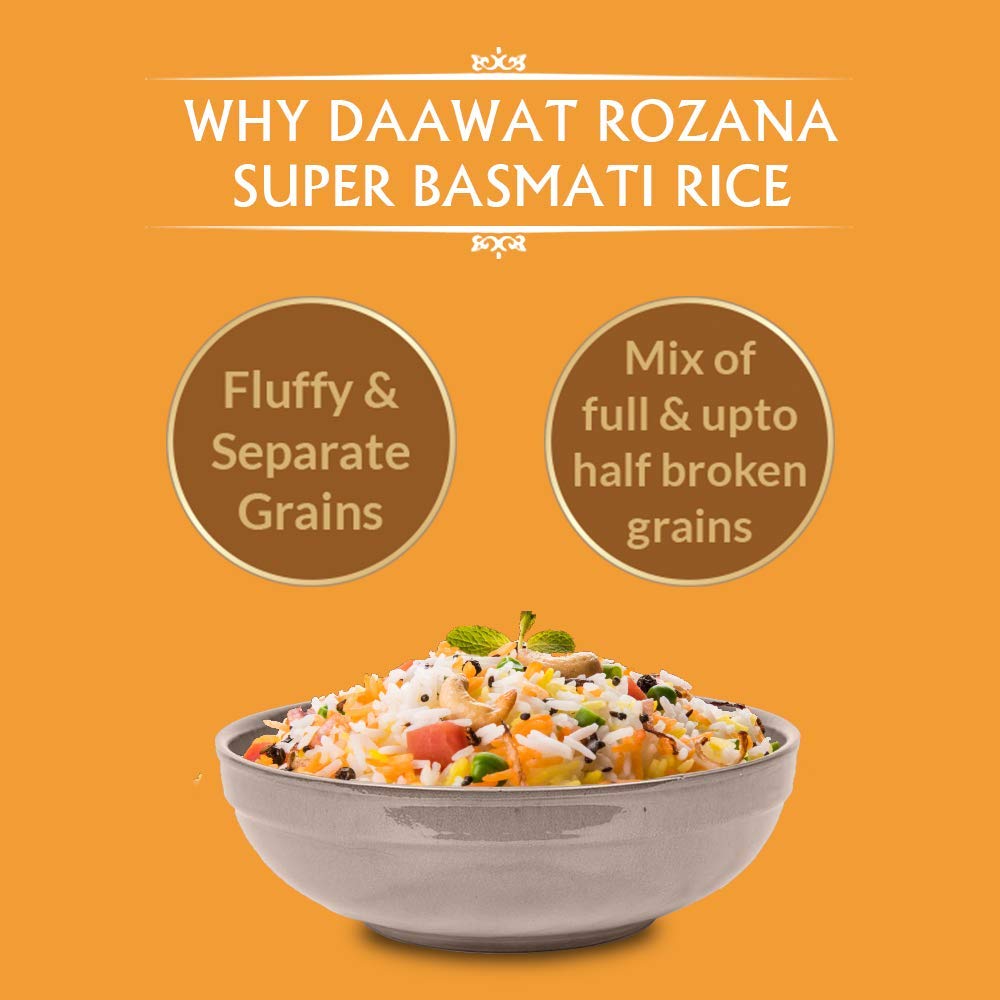 WHY DAAWAT ROZANA
SUPER BASMATI RICE
Fluffy &
Separate
Grains
Mix of
full & upto
half broken
grains